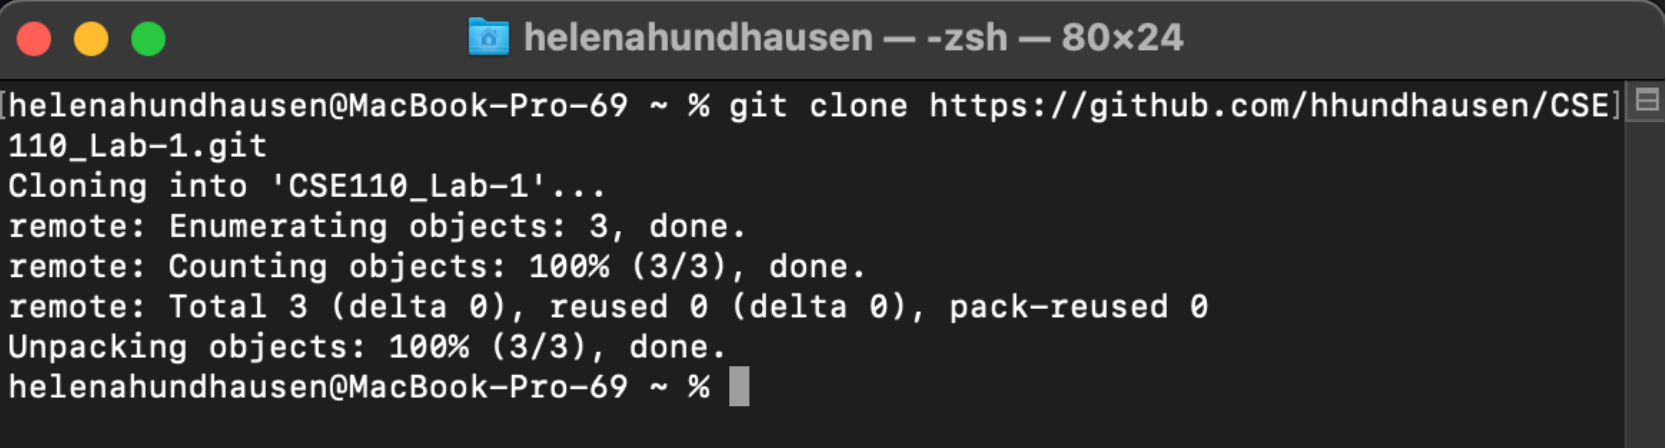 helenahundhausen — -zsh — 80×24
[helenahundhausen@MacBook-Pro-69 ~ % git clone https://github.com/hhundhausen/CSE]
110_Lab-1.git
Cloning into 'CSE110_Lab-1'...
remote: Enumerating objects: 3, done.
remote: Counting objects: 100% (3/3), done.
remote: Total 3 (delta 0), reused 0 (delta 0), pack-reused 0
Unpacking objects: 100% (3/3), done.
helenahundhausen@MacBook-Pro-69 ~ %